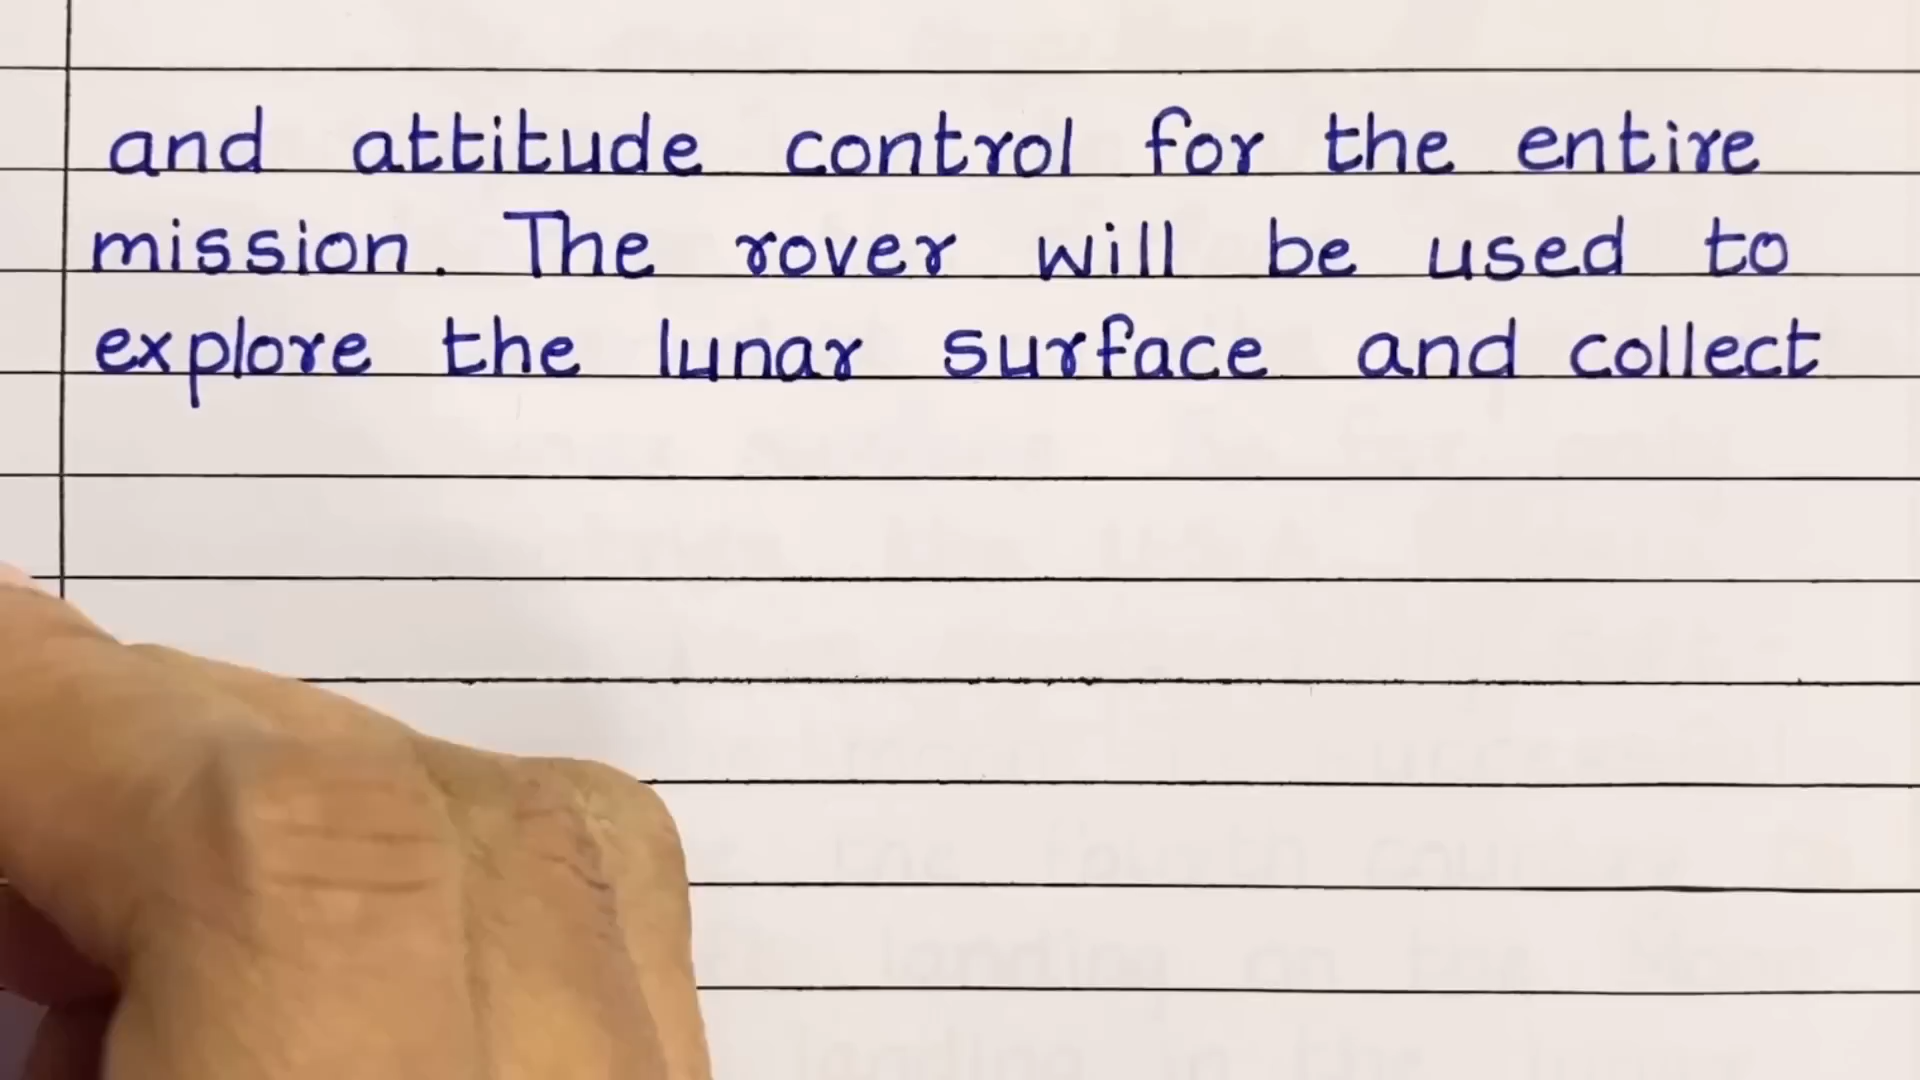 and attitude control for the entire
mission. The rover will be used to
explore the lunar surface and collect